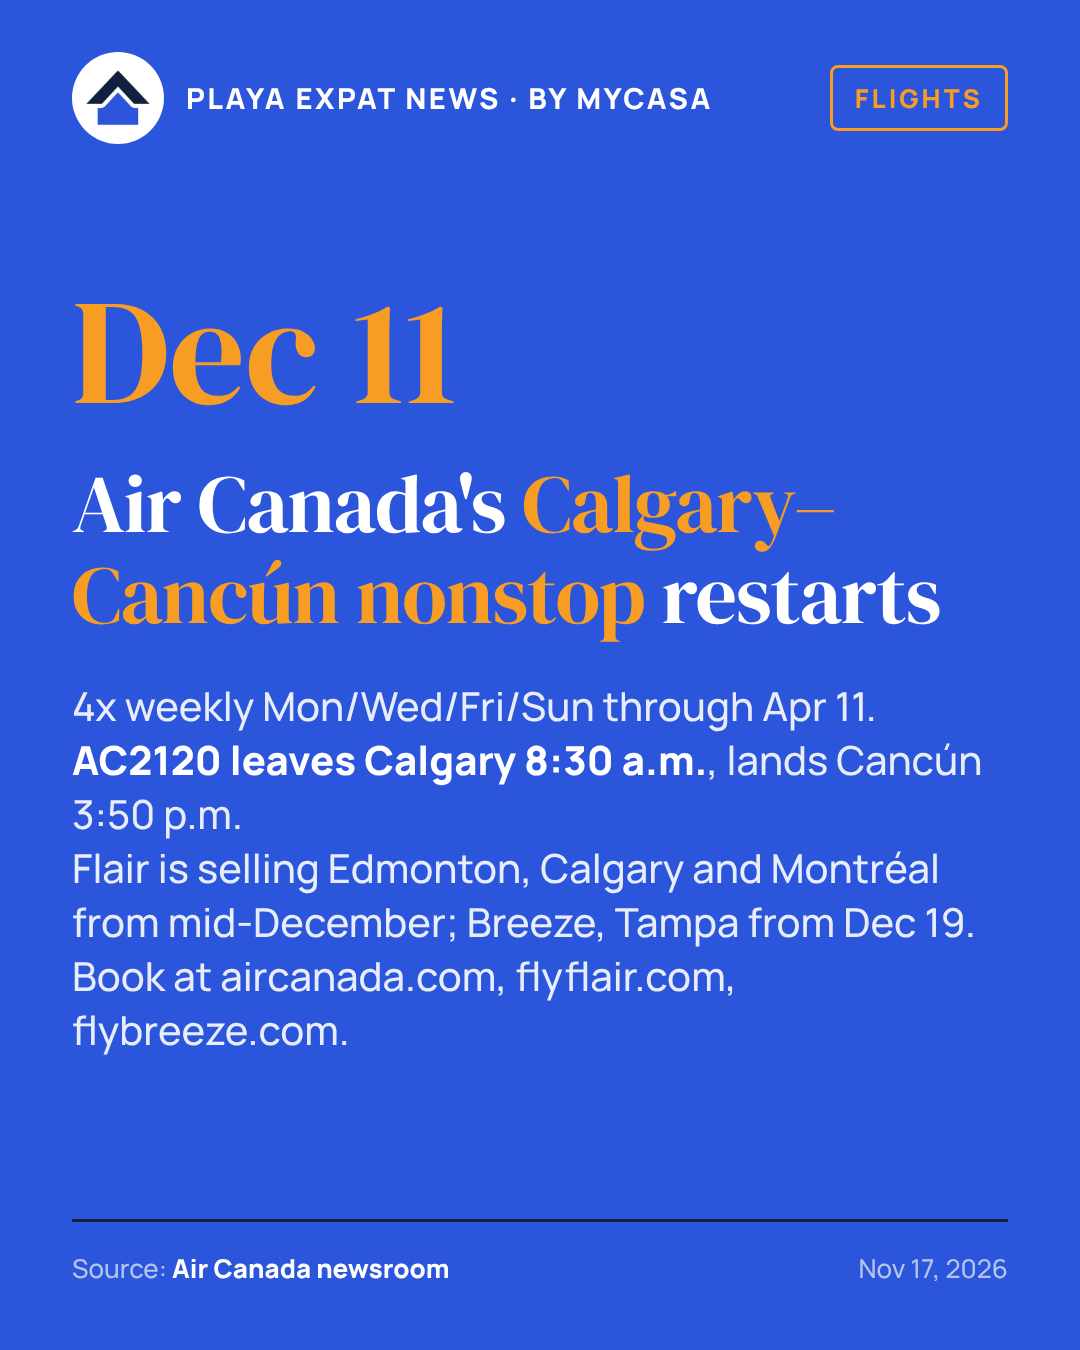 PLAYA EXPAT NEWS · BY MYCASA
FLIGHTS
Dec 11
Air Canada's Calgary–
Cancún nonstop restarts
4x weekly Mon/Wed/Fri/Sun through Apr 11.
AC2120 leaves Calgary 8:30 a.m., lands Cancún
3:50 p.m.
Flair is selling Edmonton, Calgary and Montréal
from mid-December; Breeze, Tampa from Dec 19.
Book at aircanada.com, flyflair.com,
flybreeze.com.
Source: Air Canada newsroom
Nov 17, 2026